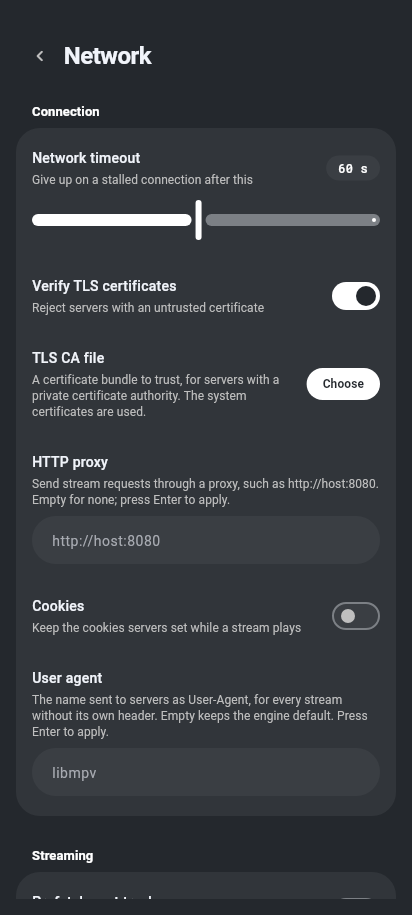 Network
Connection
Network timeout
60 s
Give up on a stalled connection after this
Verify TLS certificates
Reject servers with an untrusted certificate
TLS CA file
A certificate bundle to trust, for servers with a
private certificate authority. The system
certificates are used.
Choose
HTTP proxy
Send stream requests through a proxy, such as http://host:8080.
Empty for none; press Enter to apply.
http://host:8080
Cookies
Keep the cookies servers set while a stream plays
User agent
The name sent to servers as User-Agent, for every stream
without its own header. Empty keeps the engine default. Press
Enter to apply.
libmpv
Streaming